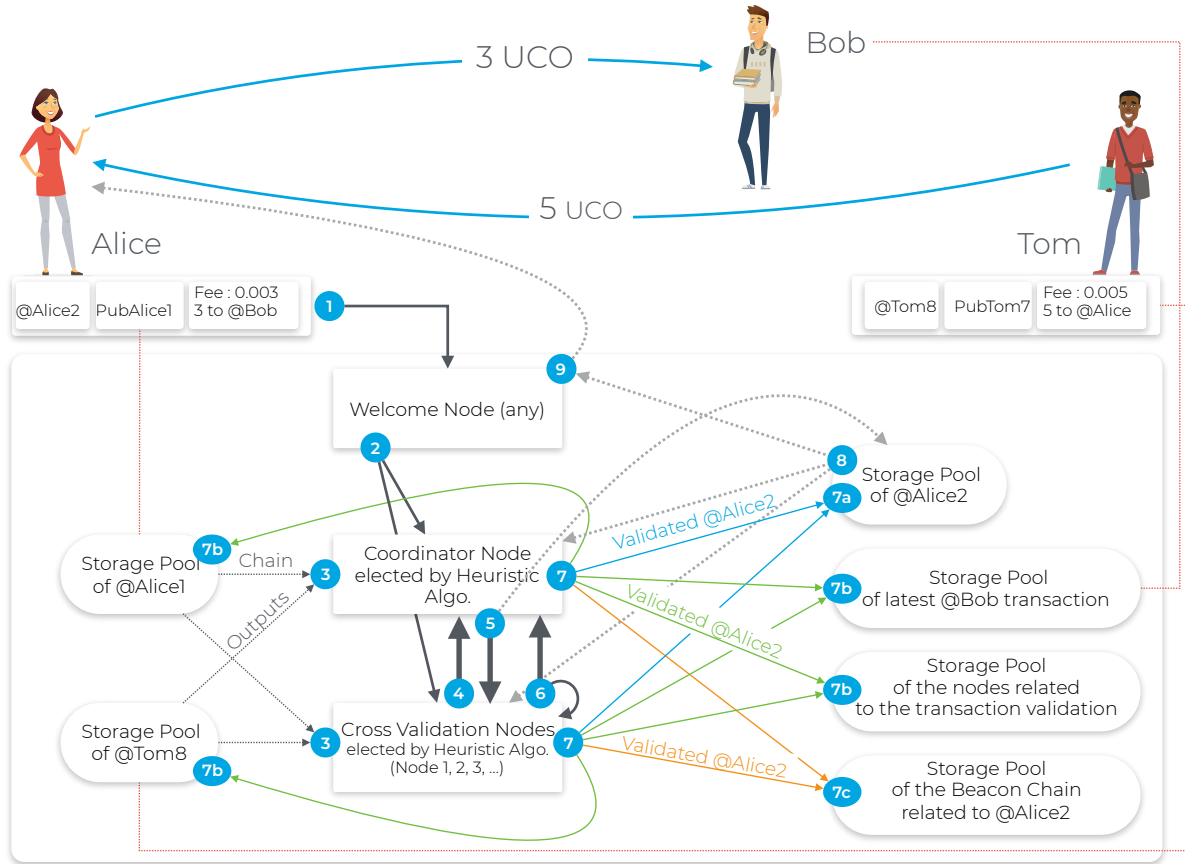 3 UCO
Bob
5 UCO
Alice
Tom
@Alice2
PubAlice1
Fee : 0.003
3 to @Bob
1
@Tom8
PubTom7
Fee : 0.005
5 to @Alice
9
Welcome Node (any)
2
8
Storage Pool
of @Alice2
7a
Validated @Alice2
7b
Storage Pool
of @Alice1
Chain
3
Coordinator Node
elected by Heuristic
Algo.
7
Outputs
5
Validated @Alice2
7b
Storage Pool
of latest @Bob transaction
4
6
7b
Storage Pool
of the nodes related
to the transaction validation
Storage Pool
of @Tom8
7b
3
Cross Validation Nodes
elected by Heuristic Algo.
(Node 1, 2, 3, ...)
7
Validated @Alice2
7c
Storage Pool
of the Beacon Chain
related to @Alice2